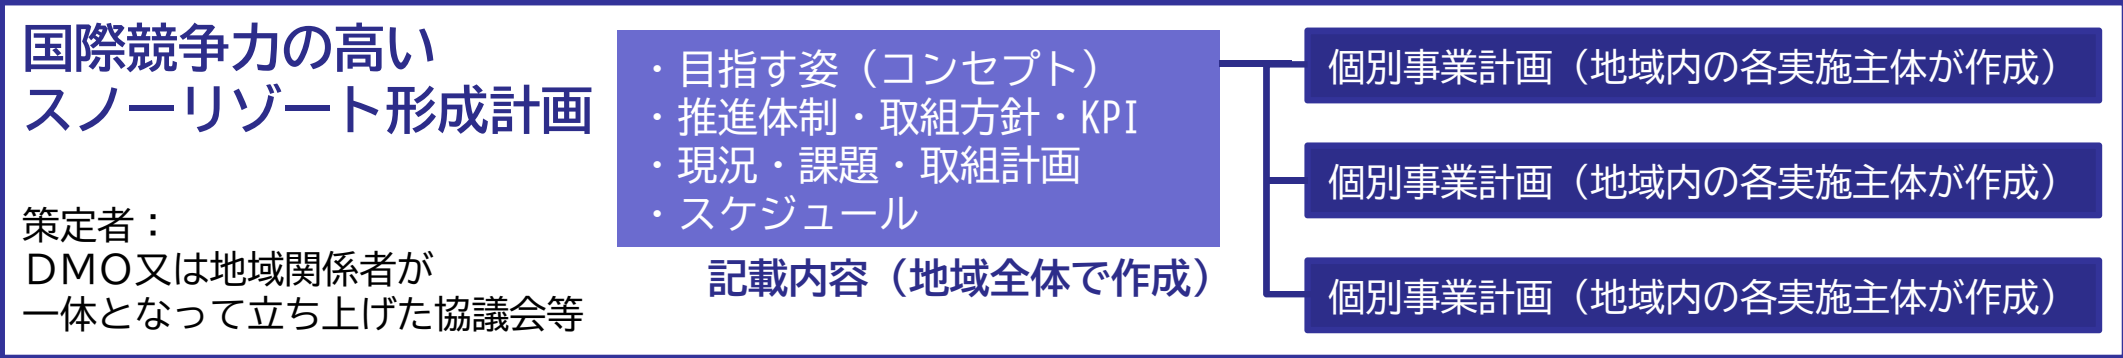 国際競争力の高い
スノーリゾート形成計画
策定者：
ＤＭＯ又は地域関係者が
一体となって立ち上げた協議会等
・目指す姿（コンセプト）
・推進体制・取組方針・KPI
・現況・課題・取組計画
・スケジュール
記載内容（地域全体で作成）
個別事業計画（地域内の各実施主体が作成）
個別事業計画（地域内の各実施主体が作成）
個別事業計画（地域内の各実施主体が作成）